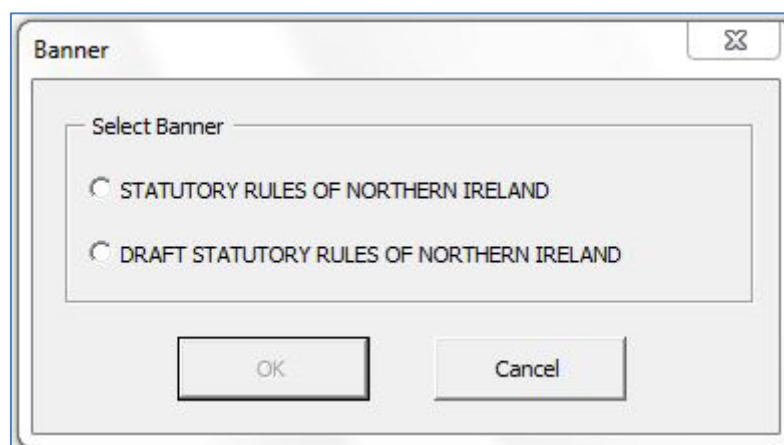 Banner
Select Banner
STATUTORY RULES OF NORTHERN IRELAND
DRAFT STATUTORY RULES OF NORTHERN IRELAND
OK
Cancel